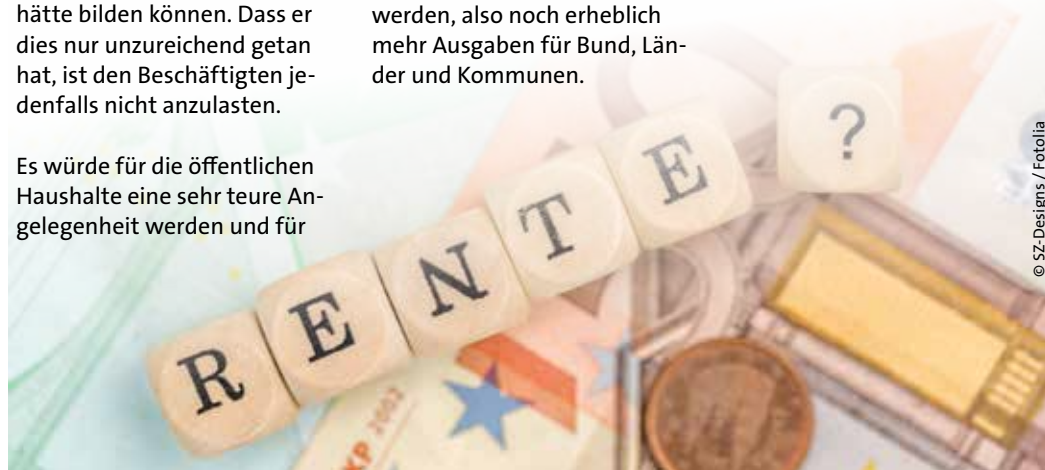 hätte bilden können. Dass er
dies nur unzureichend getan
hat, ist den Beschäftigten je-
denfalls nicht anzulasten.
Es würde für die öffentlichen
Haushalte eine sehr teure An-
gelegenheit werden und für
werden, also noch erheblich
mehr Ausgaben für Bund, Län-
der und Kommunen.
RENTE ?
КР 2002
© SZ-Designs / Fotolia